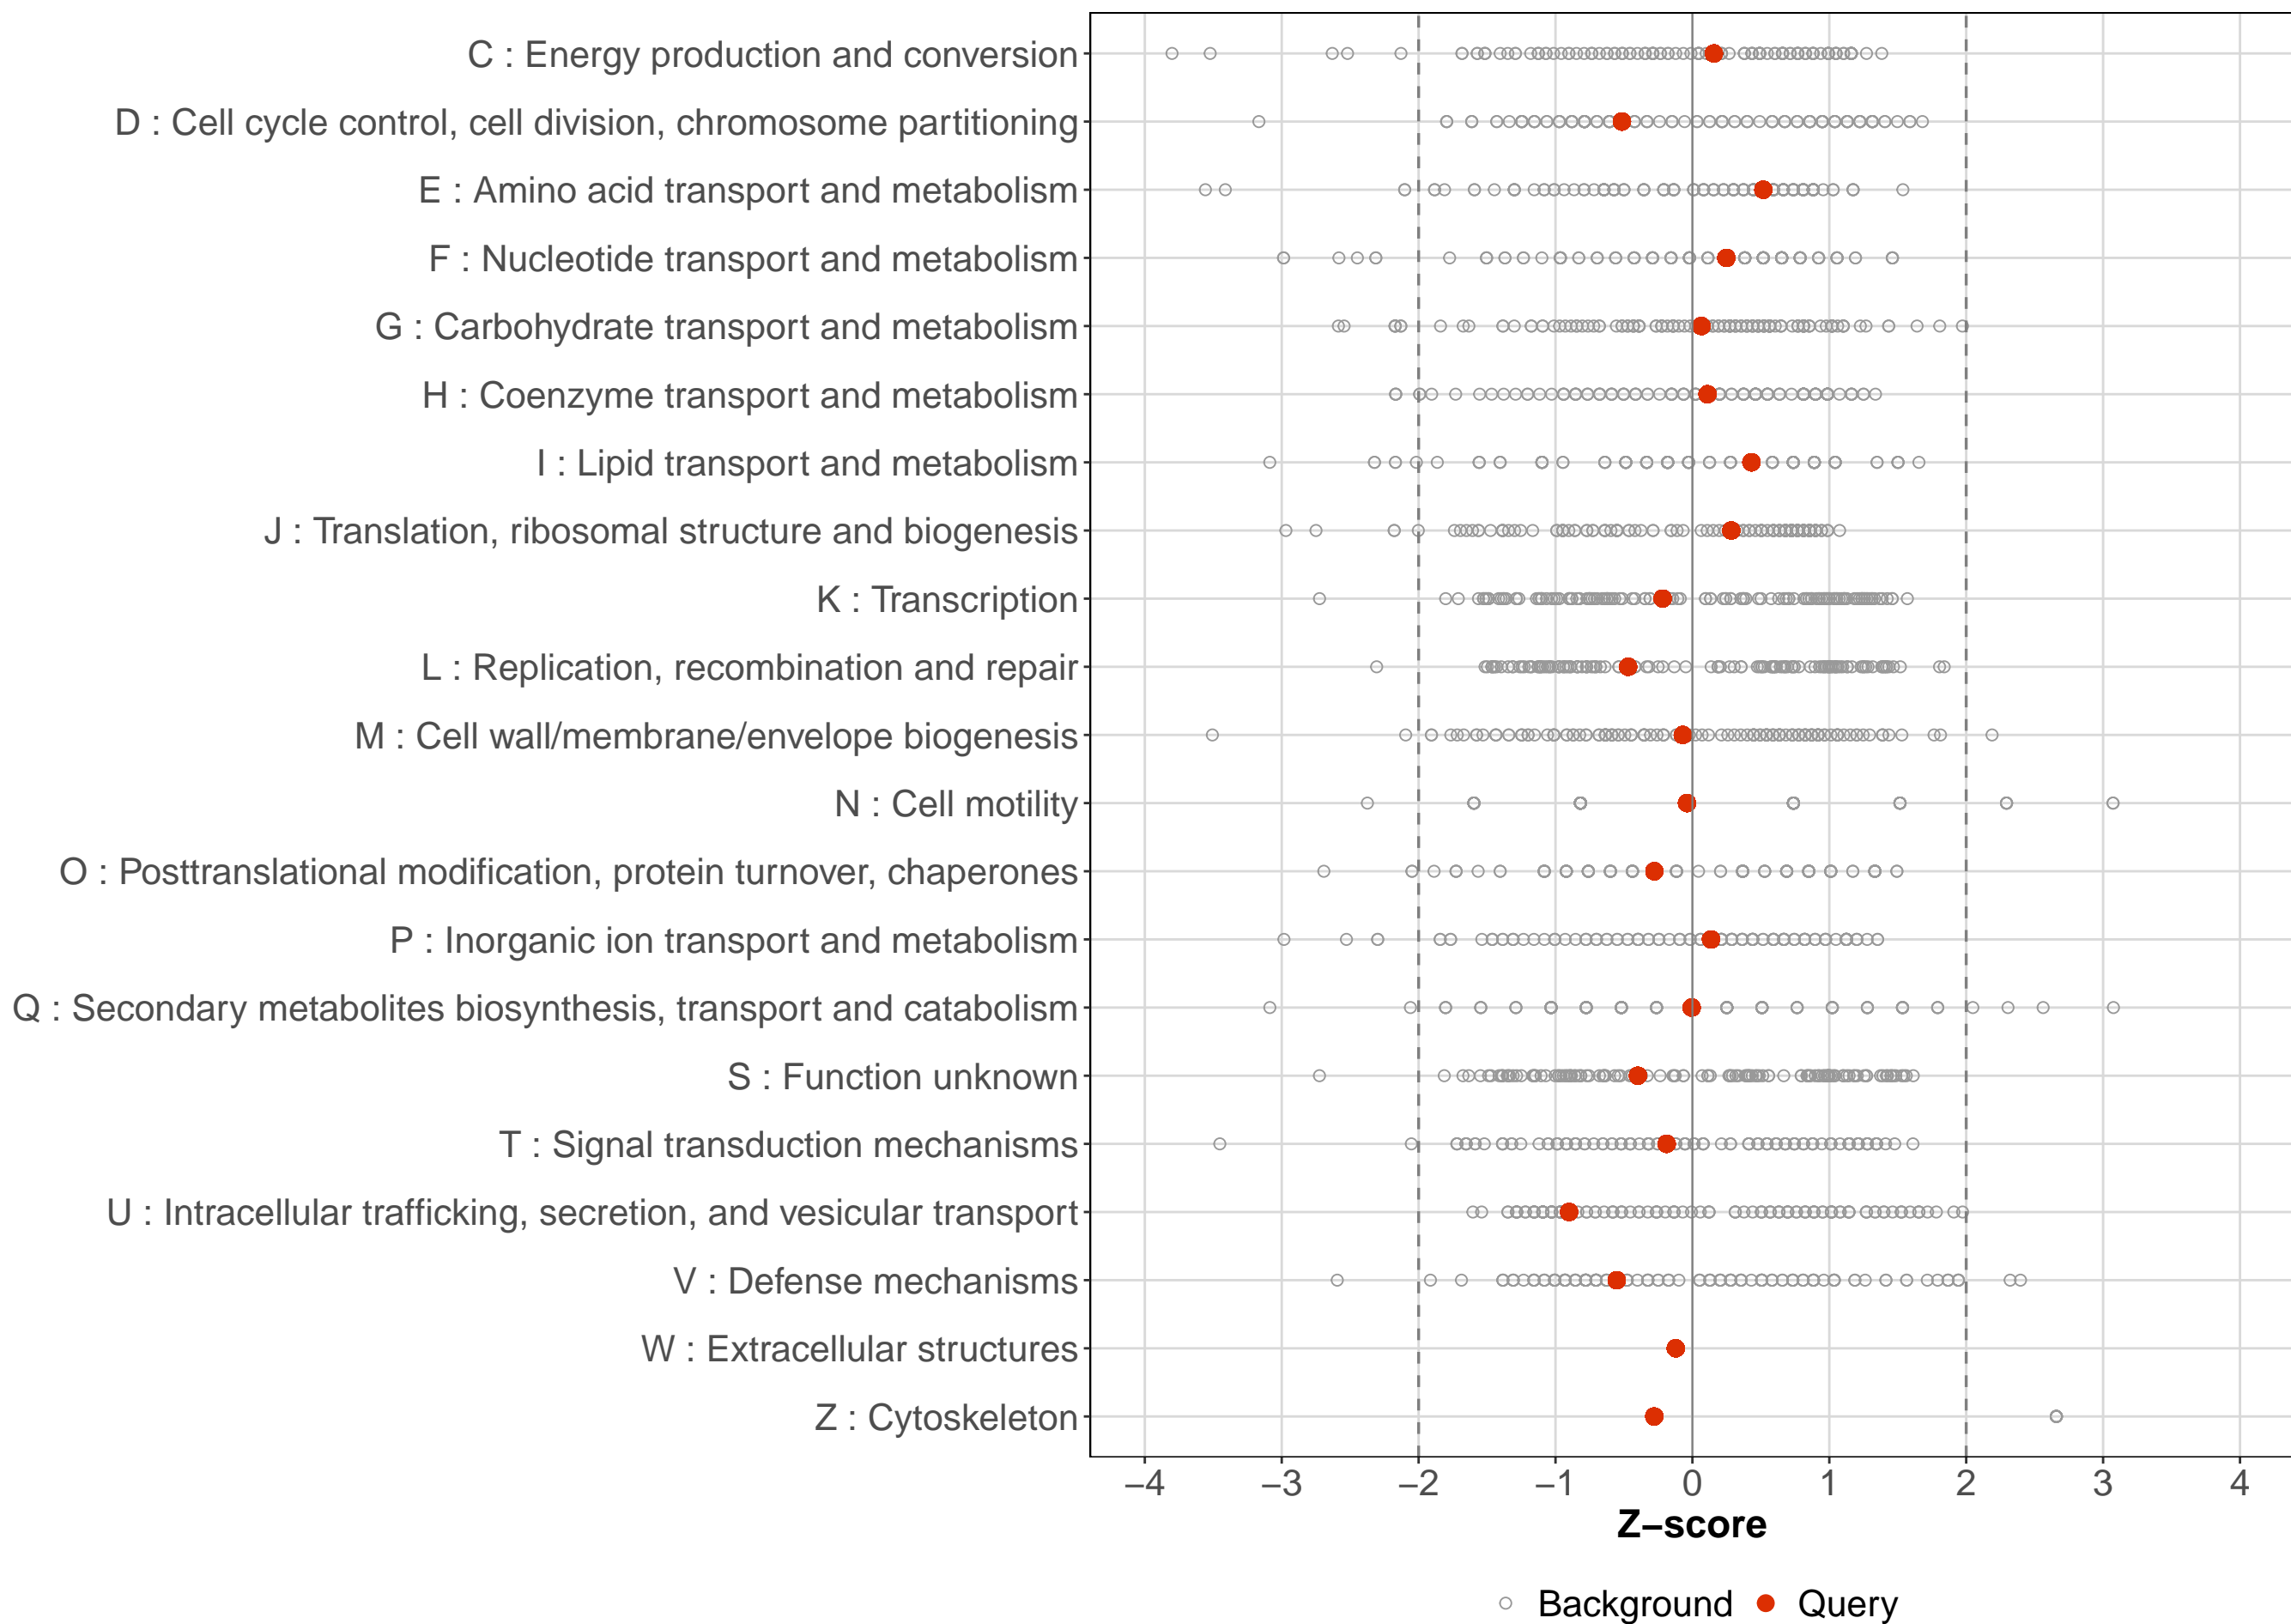 C : Energy production and conversion
D : Cell cycle control, cell division, chromosome partitioning
E : Amino acid transport and metabolism
F : Nucleotide transport and metabolism
G : Carbohydrate transport and metabolism
H : Coenzyme transport and metabolism
I : Lipid transport and metabolism
J : Translation, ribosomal structure and biogenesis
K : Transcription
L : Replication, recombination and repair
M : Cell wall/membrane/envelope biogenesis
N : Cell motility
O : Posttranslational modification, protein turnover, chaperones
P : Inorganic ion transport and metabolism
Q : Secondary metabolites biosynthesis, transport and catabolism
S : Function unknown
T : Signal transduction mechanisms
U : Intracellular trafficking, secretion, and vesicular transport
V : Defense mechanisms
W : Extracellular structures
Z : Cytoskeleton
−4 −3 −2 −1 0 1 2 3 4
Z−score
Background Query